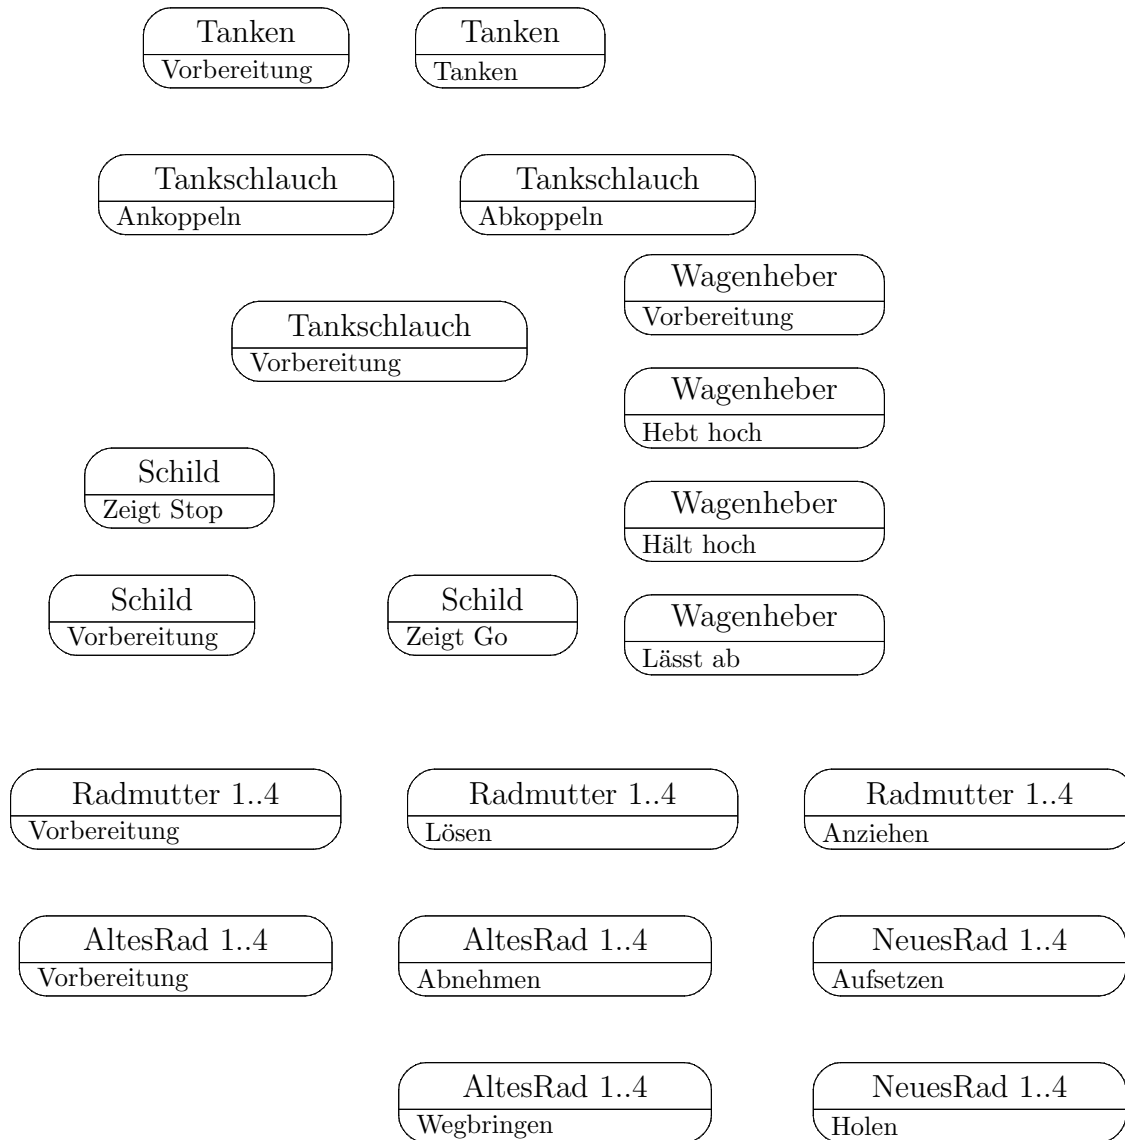 Tanken
Vorbereitung
Tanken
Tanken
Tankschlauch
Ankoppeln
Tankschlauch
Abkoppeln
Wagenheber
Vorbereitung
Tankschlauch
Vorbereitung
Wagenheber
Hebt hoch
Schild
Zeigt Stop
Wagenheber
Hält hoch
Schild
Vorbereitung
Schild
Zeigt Go
Wagenheber
Lässt ab
Radmutter 1..4
Vorbereitung
Radmutter 1..4
Lösen
Radmutter 1..4
Anziehen
AltesRad 1..4
Vorbereitung
AltesRad 1..4
Abnehmen
NeuesRad 1..4
Aufsetzen
AltesRad 1..4
Wegbringen
NeuesRad 1..4
Holen